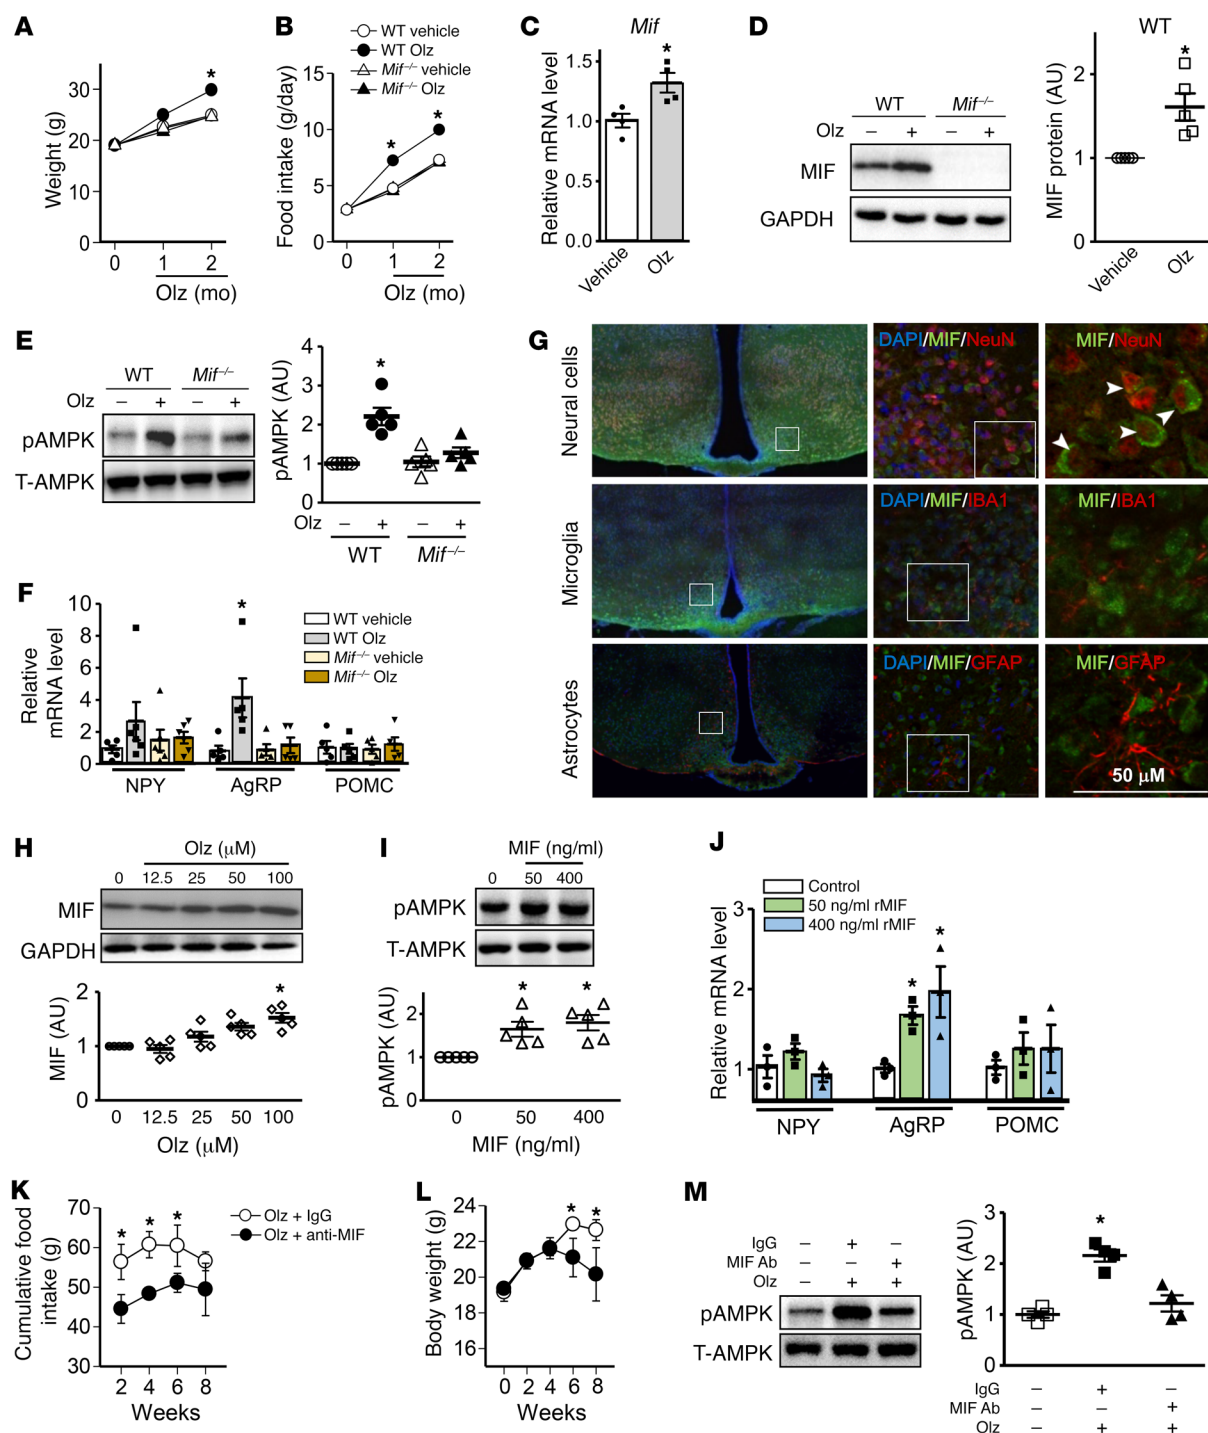 A
Weight (g)
30
20
10
0
0 1 2
Olz (mo)
*
B
WT vehicle
WT Olz
Mif–/– vehicle
Mif–/– Olz
Food intake (g/day)
15
10
5
0
* *
0 1 2
Olz (mo)
C
Mif
Relative mRNA level
1.5
1.0
0.5
0.0
*
Vehicle Olz
D
WT Mif–/–
Olz – + – +
MIF
GAPDH
WT
MIF protein (AU)
2
1
0
*
Vehicle Olz
E
WT Mif–/–
Olz – + – +
pAMPK
T-AMPK
pAMPK (AU)
4
3
2
1
0
*
Olz – + – +
WT Mif–/–
F
Relative
mRNA level
10
8
6
4
2
0
*
WT vehicle
WT Olz
Mif–/– vehicle
Mif–/– Olz
NPY AgRP POMC
G
Neural cells
DAPI/MIF/NeuN
MIF/NeuN
Microglia
DAPI/MIF/IBA1
MIF/IBA1
Astrocytes
DAPI/MIF/GFAP
MIF/GFAP
50 μM
H
Olz (μM)
0 12.5 25 50 100
MIF
GAPDH
MIF (AU)
2
1
0
*
0 12.5 25 50 100
Olz (μM)
I
MIF (ng/ml)
0 50 400
pAMPK
T-AMPK
pAMPK (AU)
2
1
0
* *
0 50 400
MIF (ng/ml)
J
Control
50 ng/ml rMIF
400 ng/ml rMIF
Relative mRNA level
3
2
1
* *
NPY AgRP POMC
K
Cumulative food
intake (g)
70
60
50
40
30
* * *
Olz + IgG
Olz + anti-MIF
2 4 6 8
Weeks
L
Body weight (g)
24
22
20
18
16
* *
0 2 4 6 8
Weeks
M
IgG – + –
MIF Ab – – +
Olz – + +
pAMPK
T-AMPK
pAMPK (AU)
3
2
1
0
*
IgG – + –
MIF Ab – – +
Olz – + +